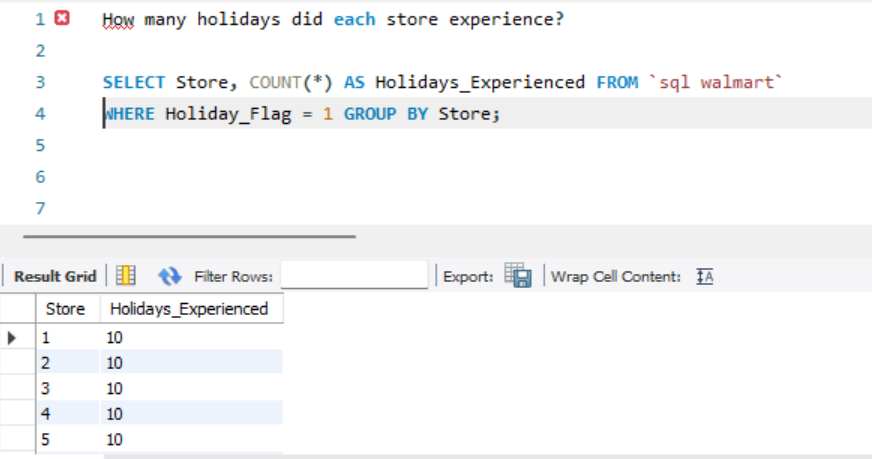 1 How many holidays did each store experience?
2
3 SELECT Store, COUNT(*) AS Holidays_Experienced FROM `sql walmart`
4 WHERE Holiday_Flag = 1 GROUP BY Store;
5
6
7
Result Grid Filter Rows: Export: Wrap Cell Content: IA
Store Holidays_Experienced
1 10
2 10
3 10
4 10
5 10